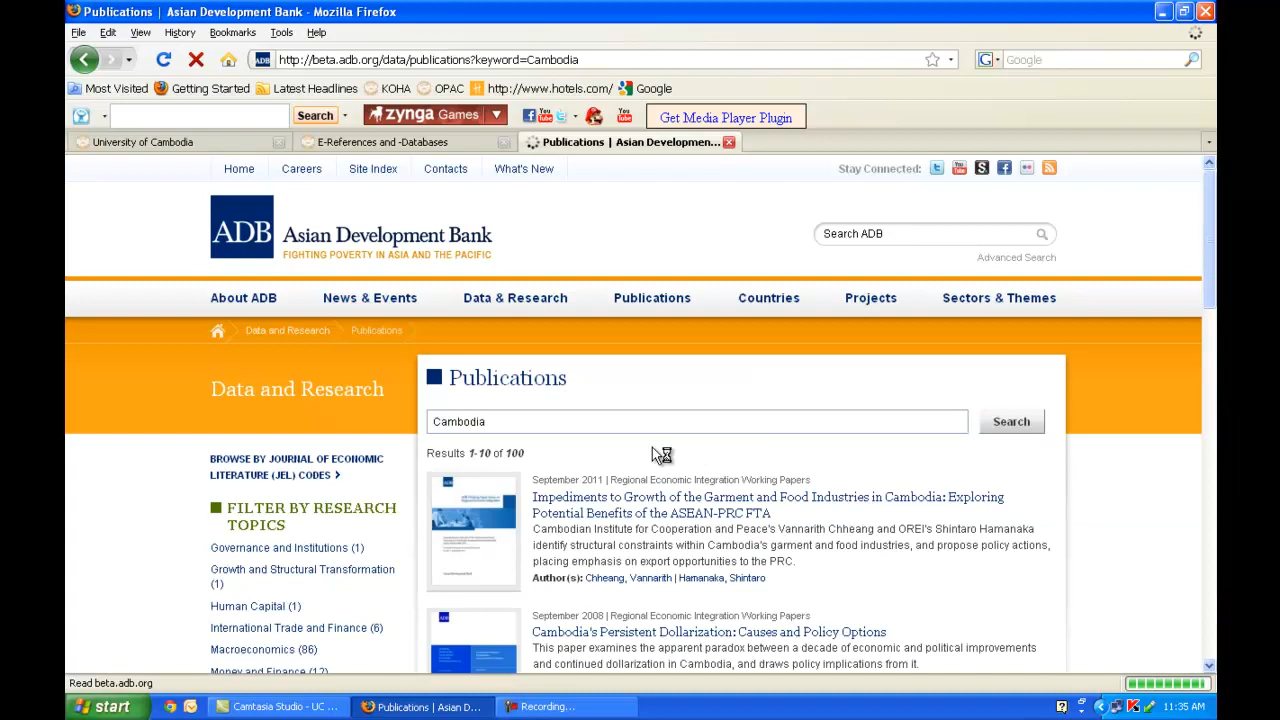 Publications | Asian Development Bank - Mozilla Firefox
File Edit View History Bookmarks Tools Help
ADB http://beta.adb.org/data/publications?keyword=Cambodia
G Google
Most Visited Getting Started Latest Headlines KOHA OPAC http://www.hotels.com/ Google
Search zynga Games You Tube You Tube Get Media Player Plugin
University of Cambodia E-References and -Databases Publications | Asian Developmen...
Home Careers Site Index Contacts What's New Stay Connected:
ADB Asian Development Bank
FIGHTING POVERTY IN ASIA AND THE PACIFIC
Search ADB
Advanced Search
About ADB News & Events Data & Research Publications Countries Projects Sectors & Themes
Data and Research Publications
Data and Research
Publications
Cambodia Search
Results 1-10 of 100
BROWSE BY JOURNAL OF ECONOMIC
LITERATURE (JEL) CODES
FILTER BY RESEARCH
TOPICS
Governance and Institutions (1)
Growth and Structural Transformation
(1)
Human Capital (1)
International Trade and Finance (6)
Macroeconomics (86)
Money and Finance (12)
September 2011 | Regional Economic Integration Working Papers
Impediments to Growth of the Garment and Food Industries in Cambodia: Exploring
Potential Benefits of the ASEAN-PRC FTA
Cambodian Institute for Cooperation and Peace's Vannarith Chheang and OREI's Shintaro Hamanaka
identify structural constraints within Cambodia's garment and food industries, and propose policy actions,
placing emphasis on export opportunities to the PRC.
Author(s): Chheang, Vannarith | Hamanaka, Shintaro
September 2008 | Regional Economic Integration Working Papers
Cambodia's Persistent Dollarization: Causes and Policy Options
This paper examines the apparent paradox between a decade of economic and political improvements
and continued dollarization in Cambodia, and draws policy implications from it.
Read beta.adb.org
start Camtasia Studio - UC ... Publications | Asian D... Recording... 11:35 AM